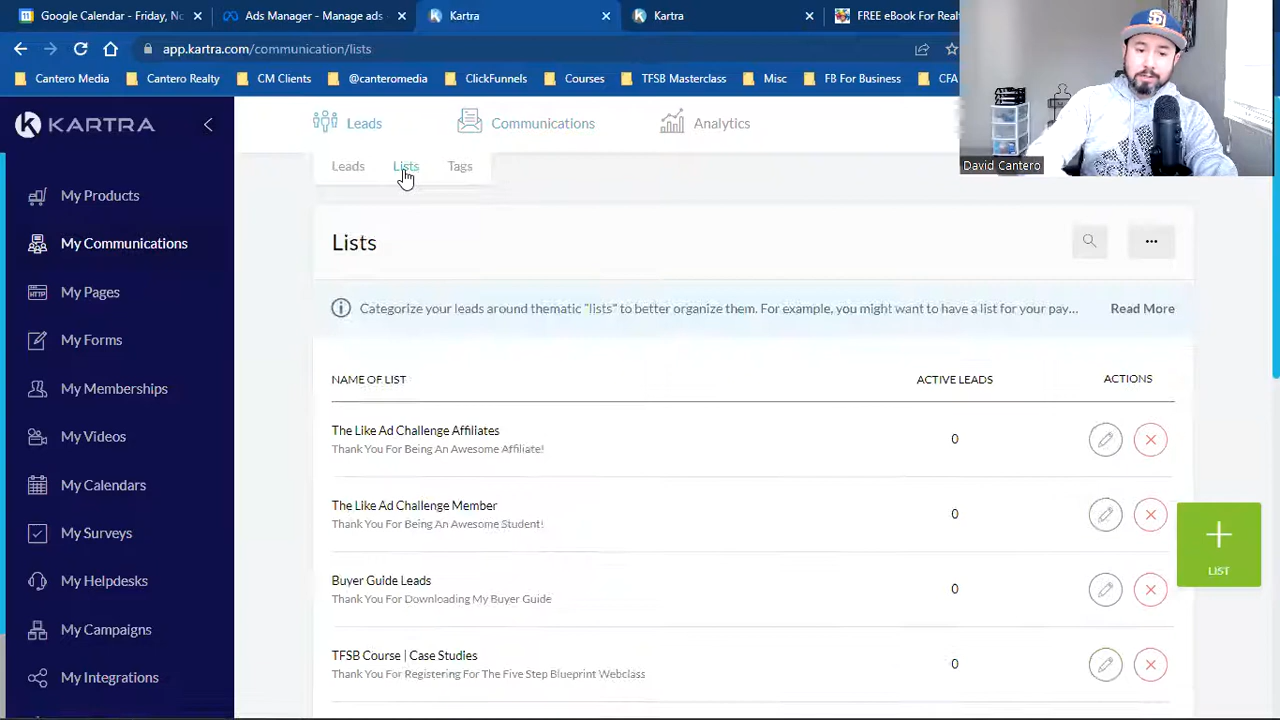 Google Calendar - Friday, No
Ads Manager - Manage ads
Kartra
Kartra
FREE eBook For Realt
app.kartra.com/communication/lists
Cantero Media
Cantero Realty
CM Clients
@canteromedia
ClickFunnels
Courses
TFSB Masterclass
Misc
FB For Business
CFA
David Cantero
KARTRA
Leads
Communications
Analytics
Leads
Lists
Tags
My Products
My Communications
My Pages
My Forms
My Memberships
My Videos
My Calendars
My Surveys
My Helpdesks
My Campaigns
My Integrations
Lists
Categorize your leads around thematic "lists" to better organize them. For example, you might want to have a list for your pay...
Read More
NAME OF LIST
ACTIVE LEADS
ACTIONS
The Like Ad Challenge Affiliates
Thank You For Being An Awesome Affiliate!
0
The Like Ad Challenge Member
Thank You For Being An Awesome Student!
0
Buyer Guide Leads
Thank You For Downloading My Buyer Guide
0
TFSB Course | Case Studies
Thank You For Registering For The Five Step Blueprint Webclass
0
LIST